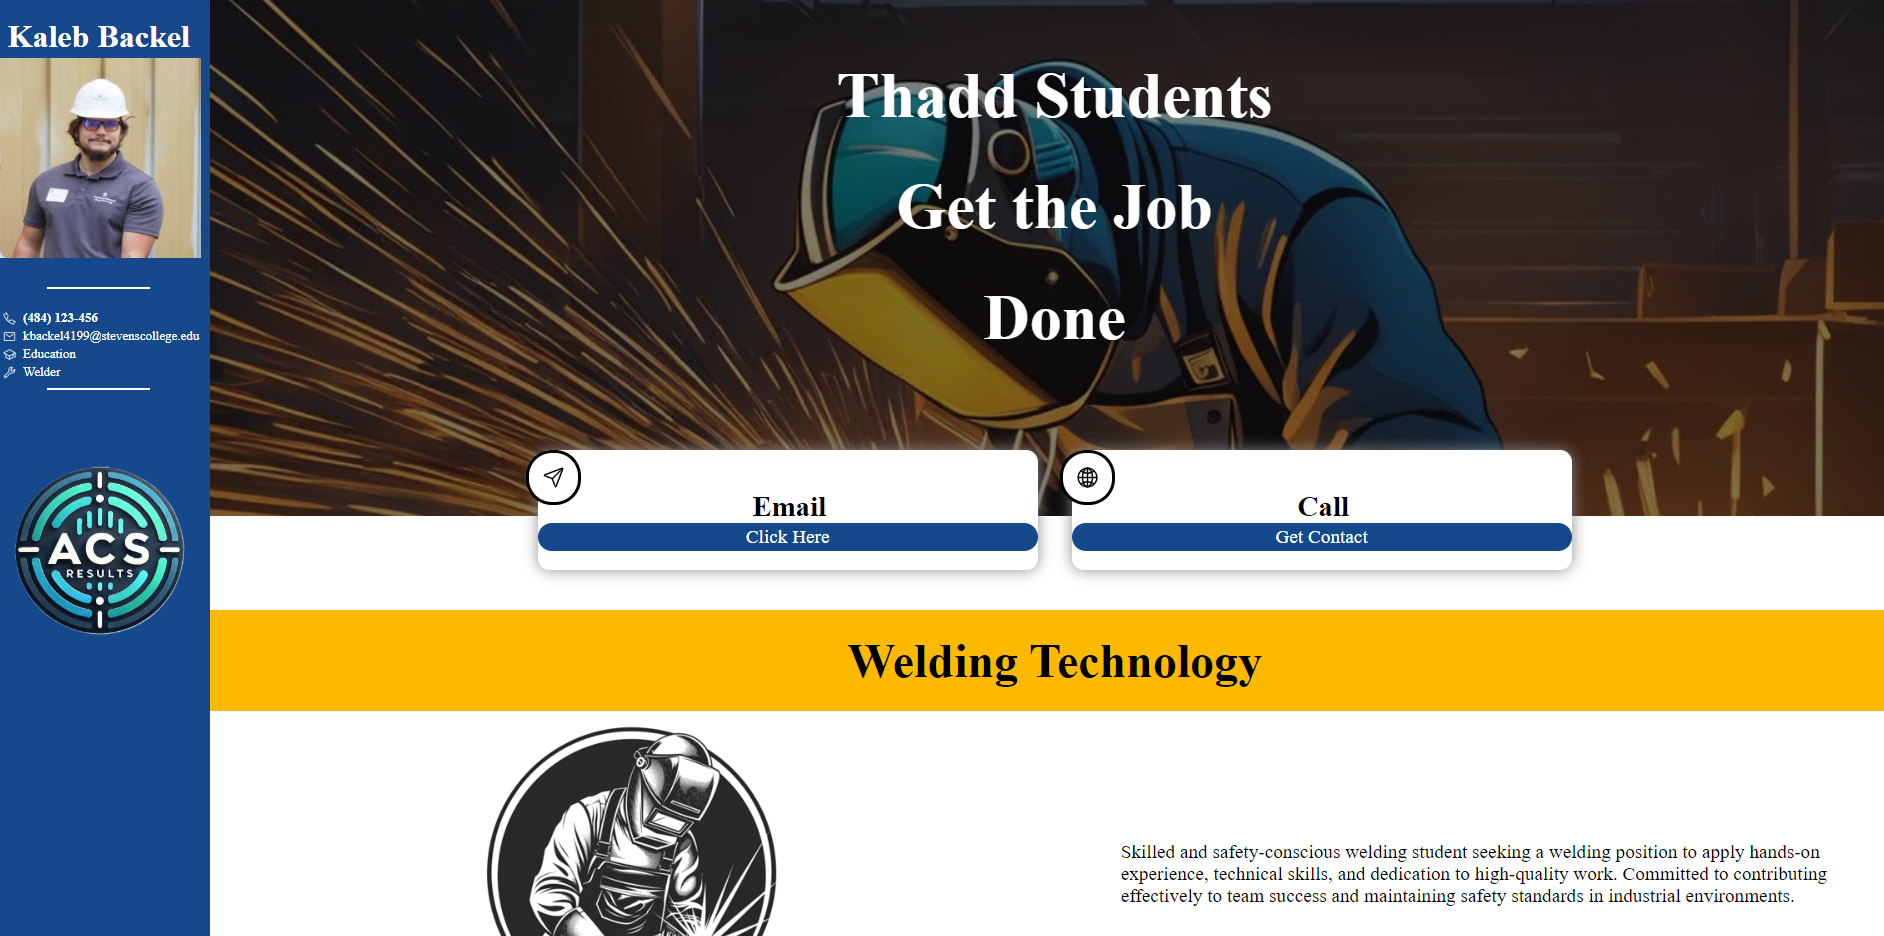 Kaleb Backel
(484) 123-456
kbackel4199@stevenscollege.edu
Education
Welder
ACS
RESULTS
Thadd Students
Get the Job
Done
Email
Click Here
Call
Get Contact
Welding Technology
Skilled and safety-conscious welding student seeking a welding position to apply hands-on
experience, technical skills, and dedication to high-quality work. Committed to contributing
effectively to team success and maintaining safety standards in industrial environments.